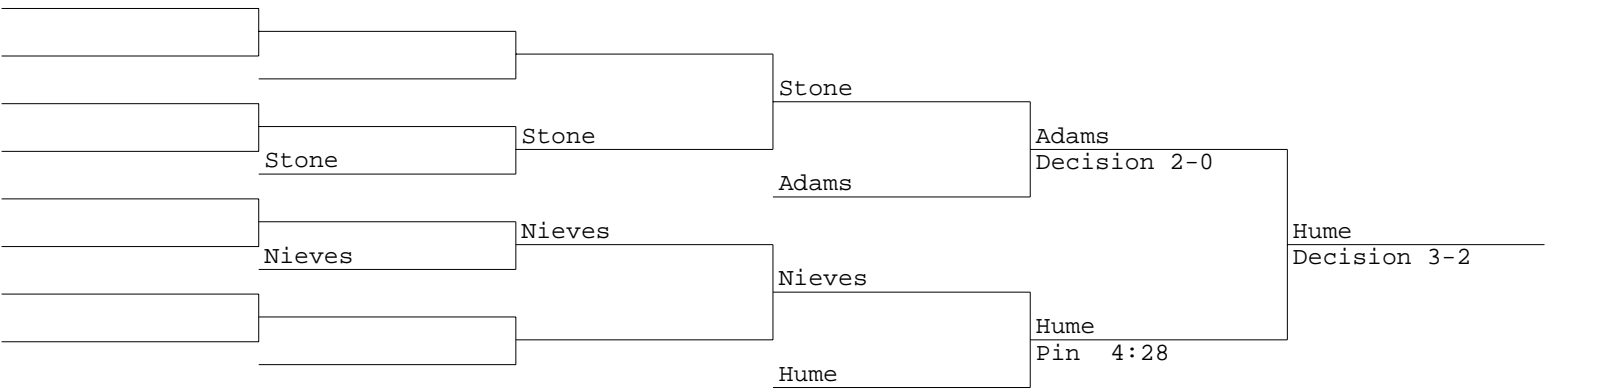 Stone
Adams
Stone
Decision 2-0
Stone
Adams
Nieves
Hume
Nieves
Decision 3-2
Nieves
Hume
Pin  4:28
Hume